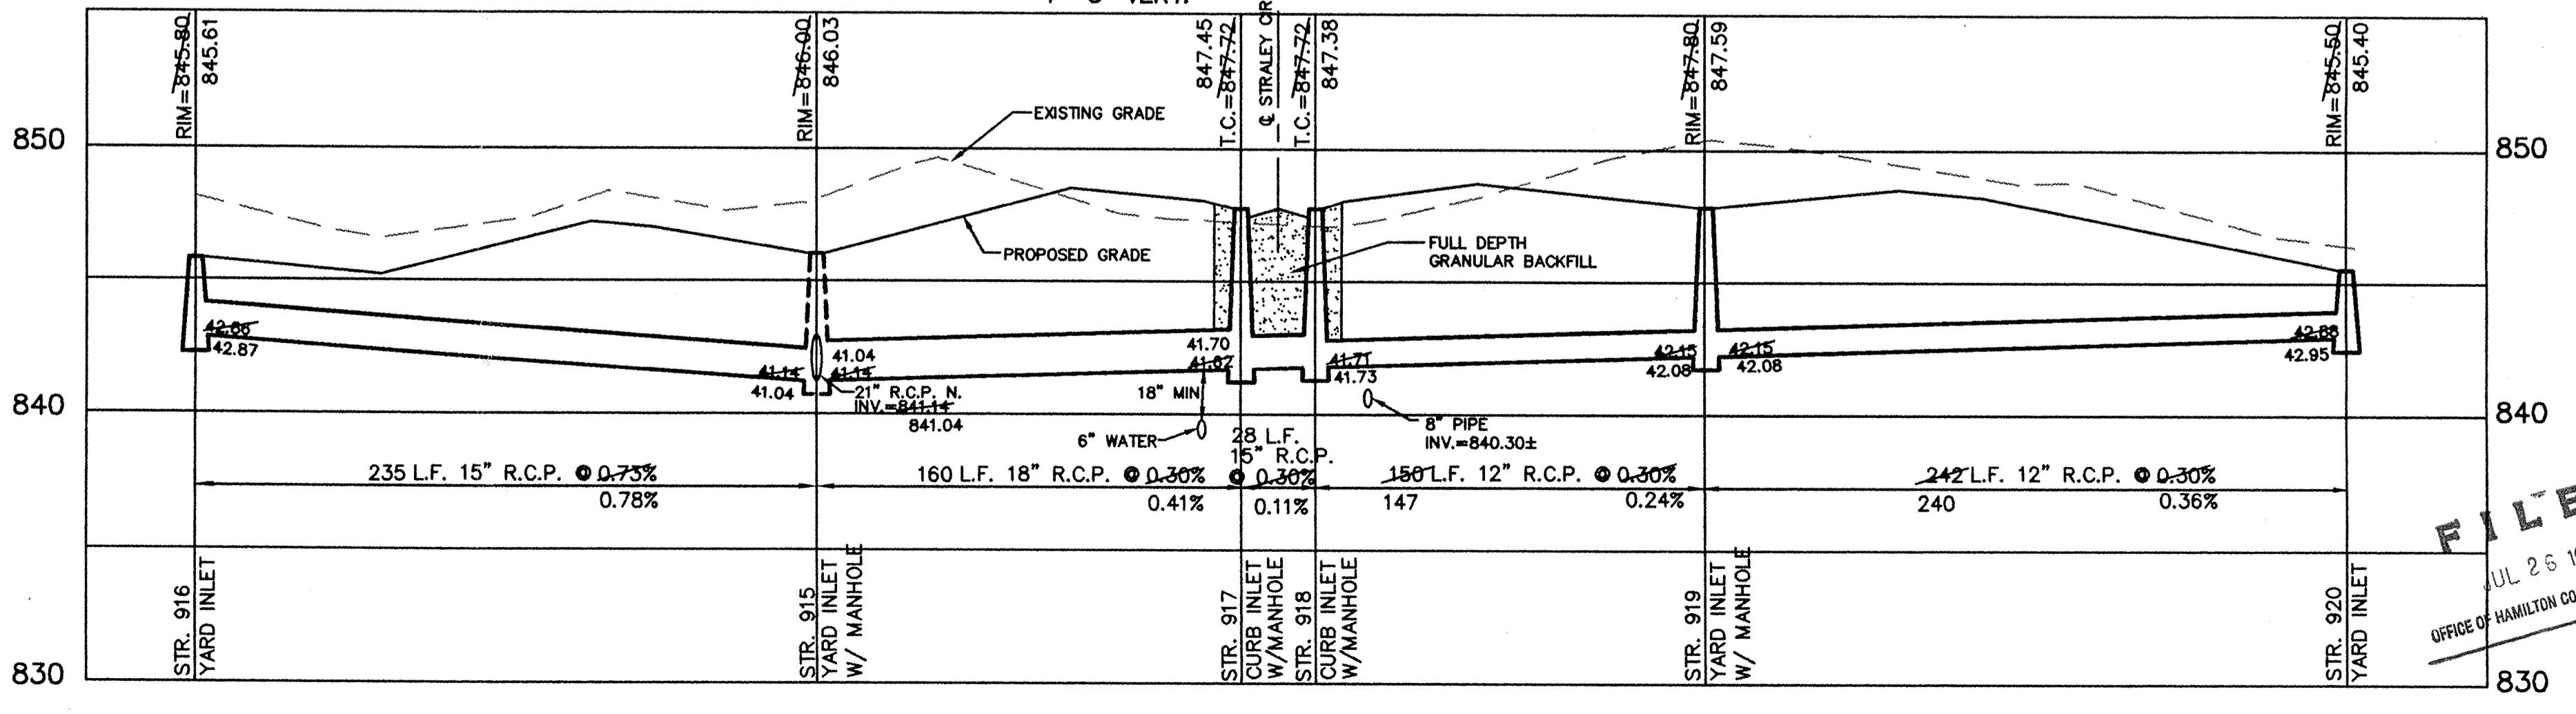 RIM=845.80
845.61
RIM=846.00
846.03
847.45
T.C.=847.72
℄ STRALEY CIR
T.C.=847.72
847.38
RIM=847.80
847.59
RIM=845.50
845.40
850
850
EXISTING GRADE
PROPOSED GRADE
FULL DEPTH
GRANULAR BACKFILL
42.87
41.14
41.04
41.04
41.14
21" R.C.P. N.
INV.=841.14
841.04
41.70
41.62
18" MIN
6" WATER
41.71
41.73
8" PIPE
INV.=840.30±
42.15
42.08
42.15
42.08
42.88
42.95
840
840
235 L.F. 15" R.C.P. @ 0.73%
0.78%
160 L.F. 18" R.C.P. @ 0.30%
0.41%
28 L.F.
15" R.C.P.
@ 0.30%
0.11%
150 L.F. 12" R.C.P. @ 0.30%
147
0.24%
242 L.F. 12" R.C.P. @ 0.30%
240
0.36%
STR. 916
YARD INLET
STR. 915
YARD INLET
W/ MANHOLE
STR. 917
CURB INLET
W/MANHOLE
STR. 918
CURB INLET
W/MANHOLE
STR. 919
YARD INLET
W/ MANHOLE
STR. 920
YARD INLET
830
830
FILE
JUL 26 1
OFFICE OF HAMILTON CO